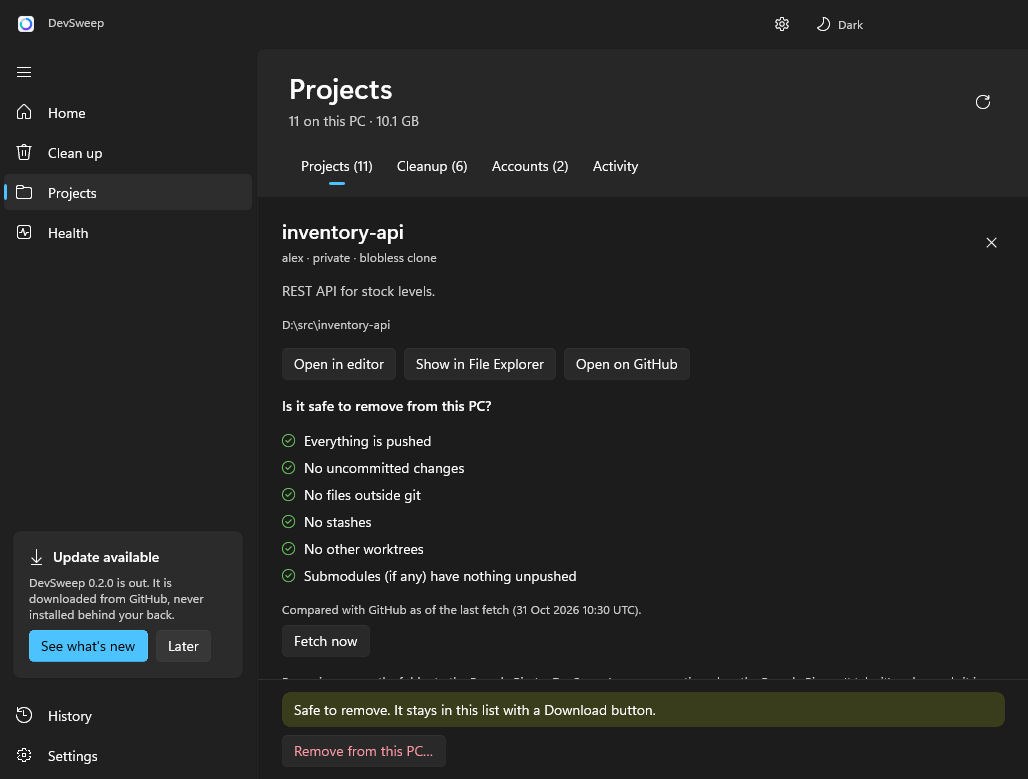 DevSweep
Dark
Home
Clean up
Projects
Health
Projects
11 on this PC · 10.1 GB
Projects (11)
Cleanup (6)
Accounts (2)
Activity
inventory-api
alex · private · blobless clone
REST API for stock levels.
D:\src\inventory-api
Open in editor
Show in File Explorer
Open on GitHub
Is it safe to remove from this PC?
Everything is pushed
No uncommitted changes
No files outside git
No stashes
No other worktrees
Submodules (if any) have nothing unpushed
Compared with GitHub as of the last fetch (31 Oct 2026 10:30 UTC).
Fetch now
Safe to remove. It stays in this list with a Download button.
Remove from this PC...
Update available
DevSweep 0.2.0 is out. It is
downloaded from GitHub, never
installed behind your back.
See what's new
Later
History
Settings